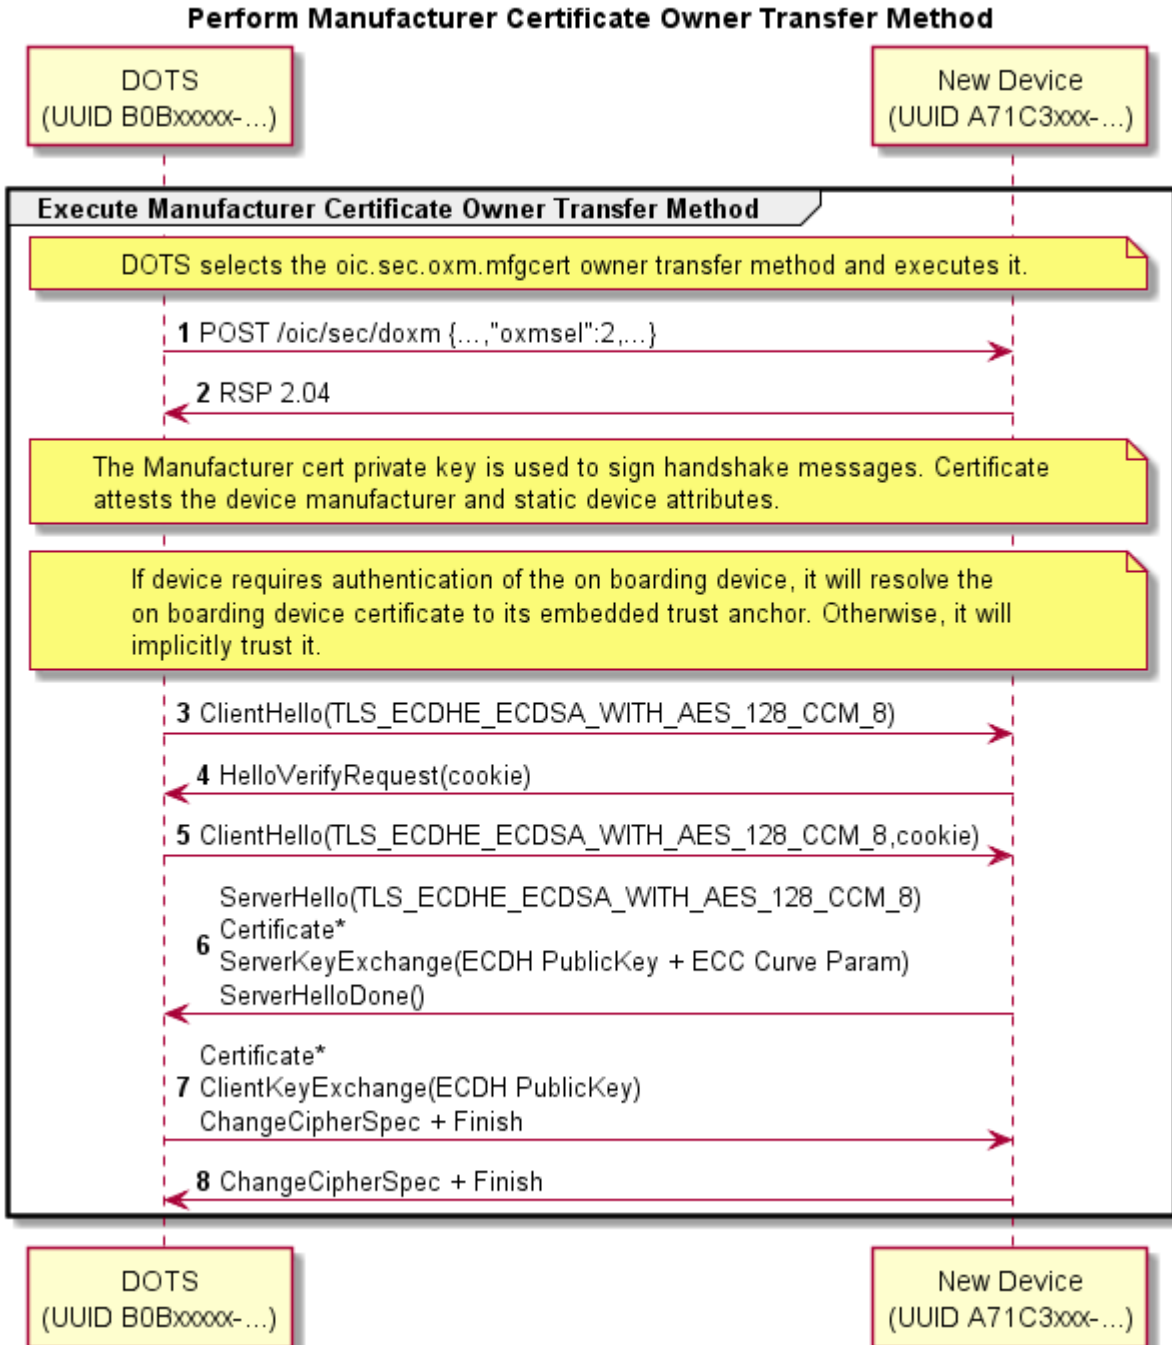 Perform Manufacturer Certificate Owner Transfer Method
DOTS
(UUID B0Bxxxxx-...)
New Device
(UUID A71C3xxx-...)
Execute Manufacturer Certificate Owner Transfer Method
DOTS selects the oic.sec.oxm.mfgcert owner transfer method and executes it.
1 POST /oic/sec/doxm {...,"oxmsel":2,...}
2 RSP 2.04
The Manufacturer cert private key is used to sign handshake messages. Certificate
attests the device manufacturer and static device attributes.
If device requires authentication of the on boarding device, it will resolve the
on boarding device certificate to its embedded trust anchor. Otherwise, it will
implicitly trust it.
3 ClientHello(TLS_ECDHE_ECDSA_WITH_AES_128_CCM_8)
4 HelloVerifyRequest(cookie)
5 ClientHello(TLS_ECDHE_ECDSA_WITH_AES_128_CCM_8,cookie)
ServerHello(TLS_ECDHE_ECDSA_WITH_AES_128_CCM_8)
Certificate*
6
ServerKeyExchange(ECDH PublicKey + ECC Curve Param)
ServerHelloDone()
Certificate*
7 ClientKeyExchange(ECDH PublicKey)
ChangeCipherSpec + Finish
8 ChangeCipherSpec + Finish
DOTS
(UUID B0Bxxxxx-...)
New Device
(UUID A71C3xxx-...)